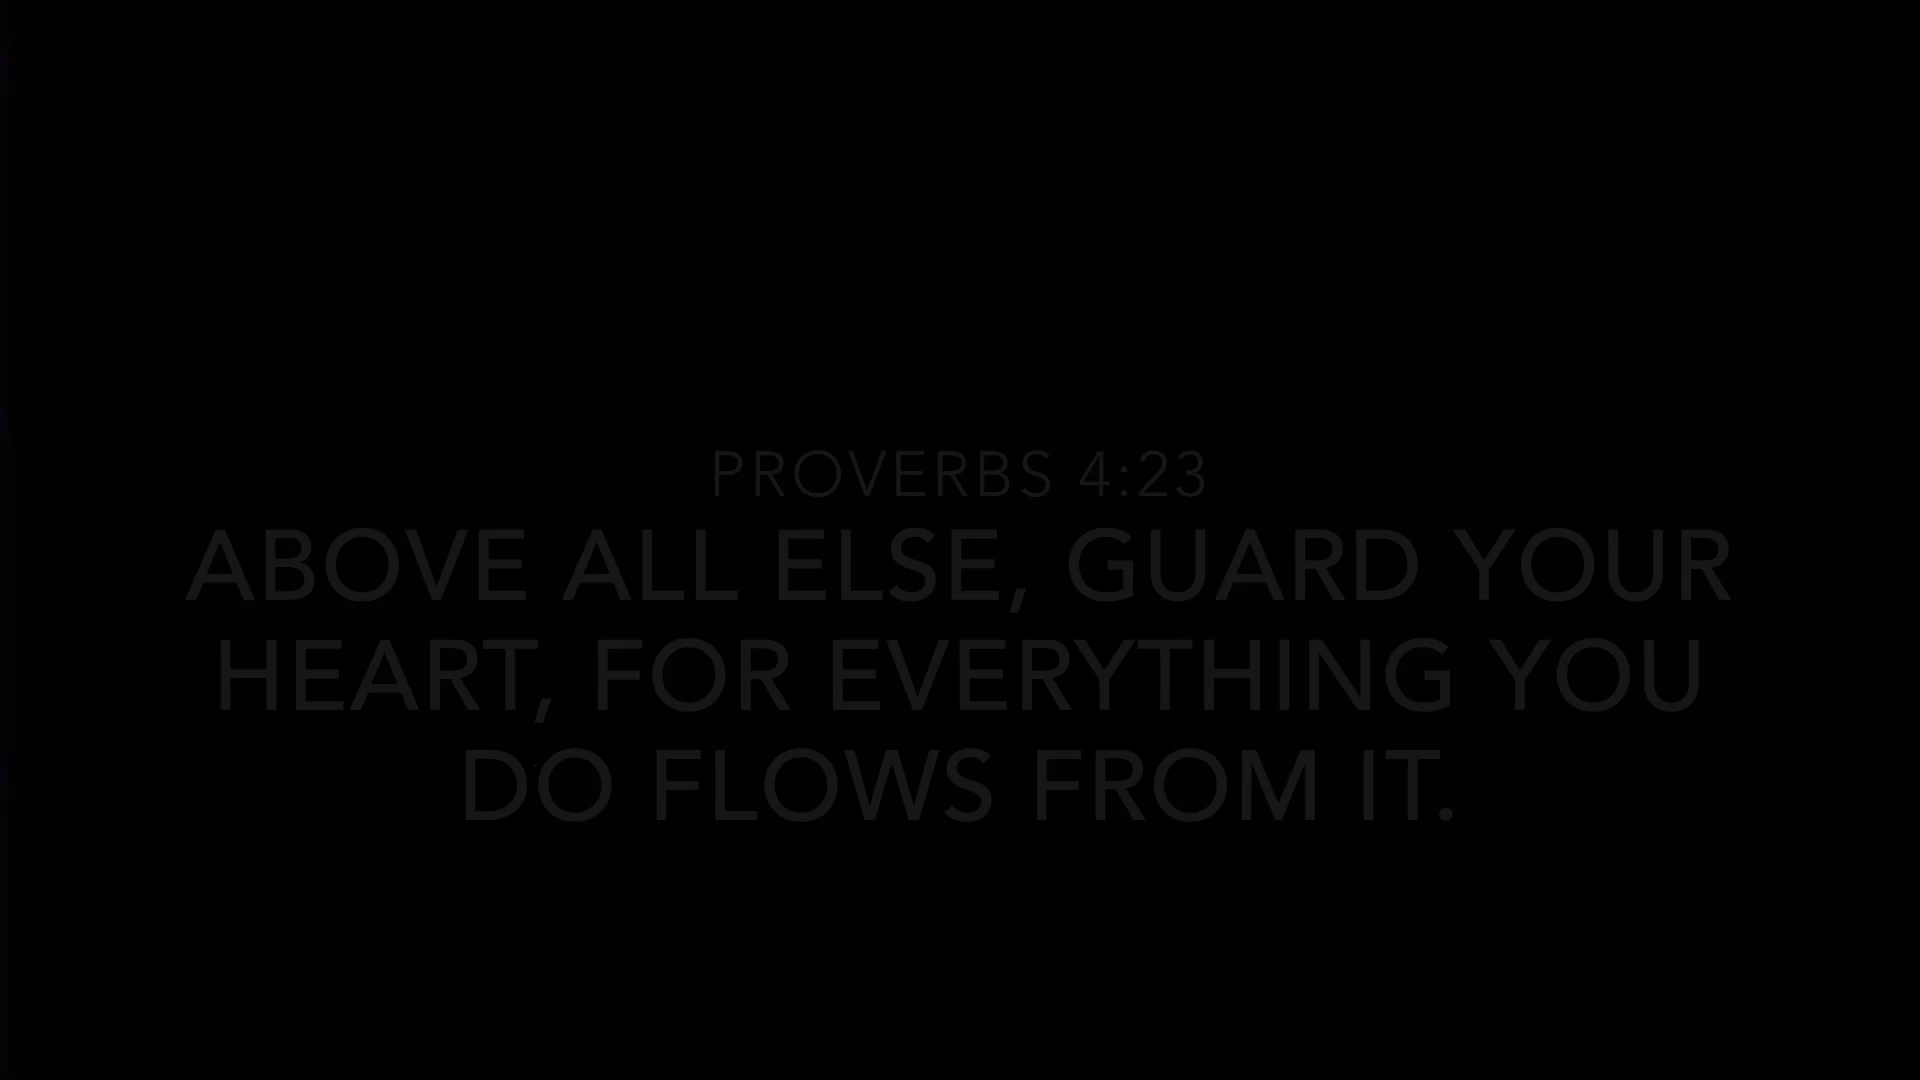 PROVERBS 4:23
ABOVE ALL ELSE, GUARD YOUR
HEART, FOR EVERYTHING YOU
DO FLOWS FROM IT.